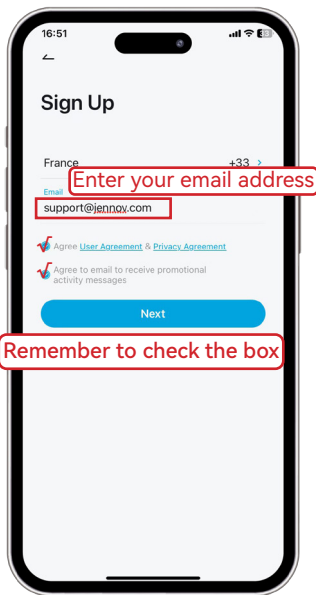 16:51
Sign Up
France +33 >
Enter your email address
Email
support@jennov.com
Agree User Agreement & Privacy Agreement
Agree to email to receive promotional
activity messages
Next
Remember to check the box